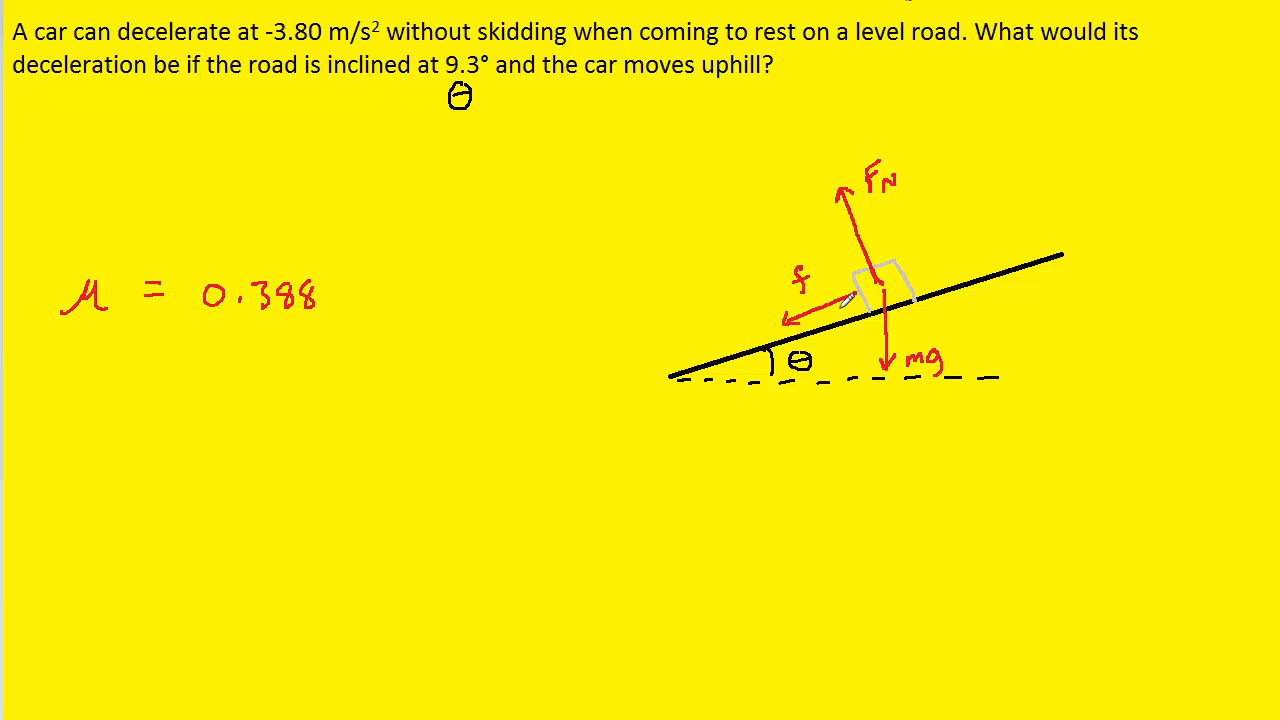 A car can decelerate at -3.80 m/s² without skidding when coming to rest on a level road. What would its
deceleration be if the road is inclined at 9.3° and the car moves uphill?
θ
FN
f
μ = 0.388
θ
mg